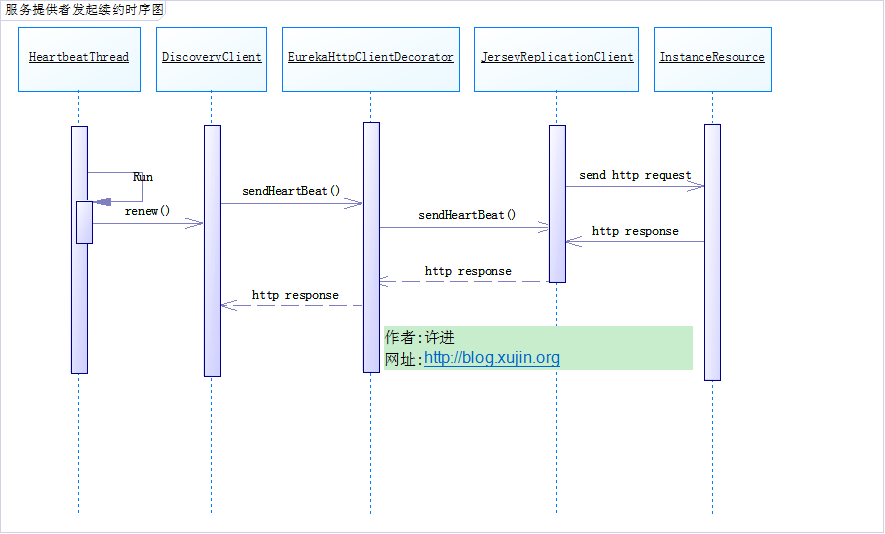 服务提供者发起续约时序图
HeartbeatThread
DiscoveryClient
EurekaHttpClientDecorator
JerseyReplicationClient
InstanceResource
Run
send http request
sendHeartBeat()
renew()
sendHeartBeat()
http response
http response
http response
作者:许进
网址:http://blog.xujin.org